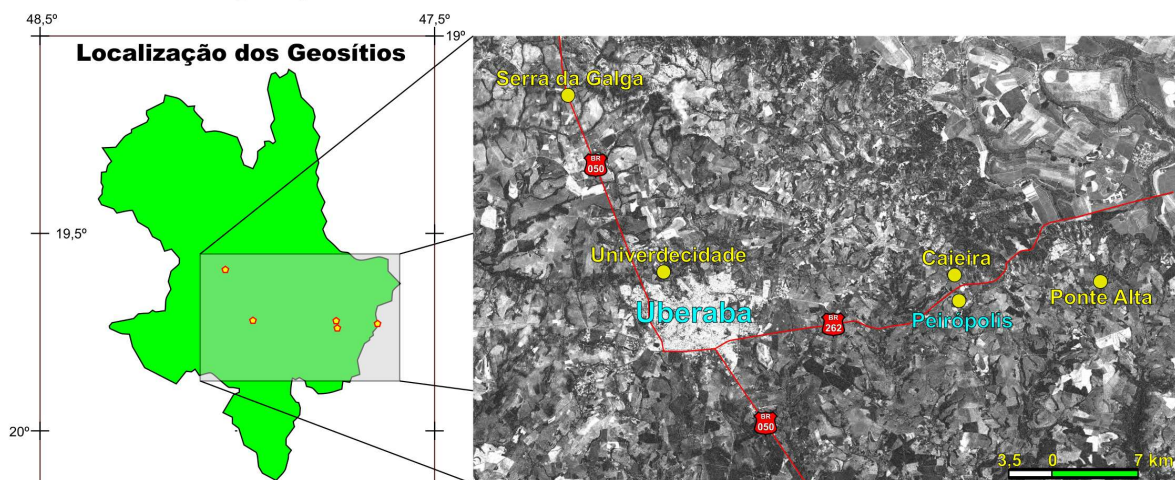 48,5º
47,5º
19º
Localização dos Geosítios
19,5º
20º
Serra da Galga
BR
050
Univerdecidade
Uberaba
BR
262
Caieira
Peirópolis
Ponte Alta
BR
050
3,5 0 7 km